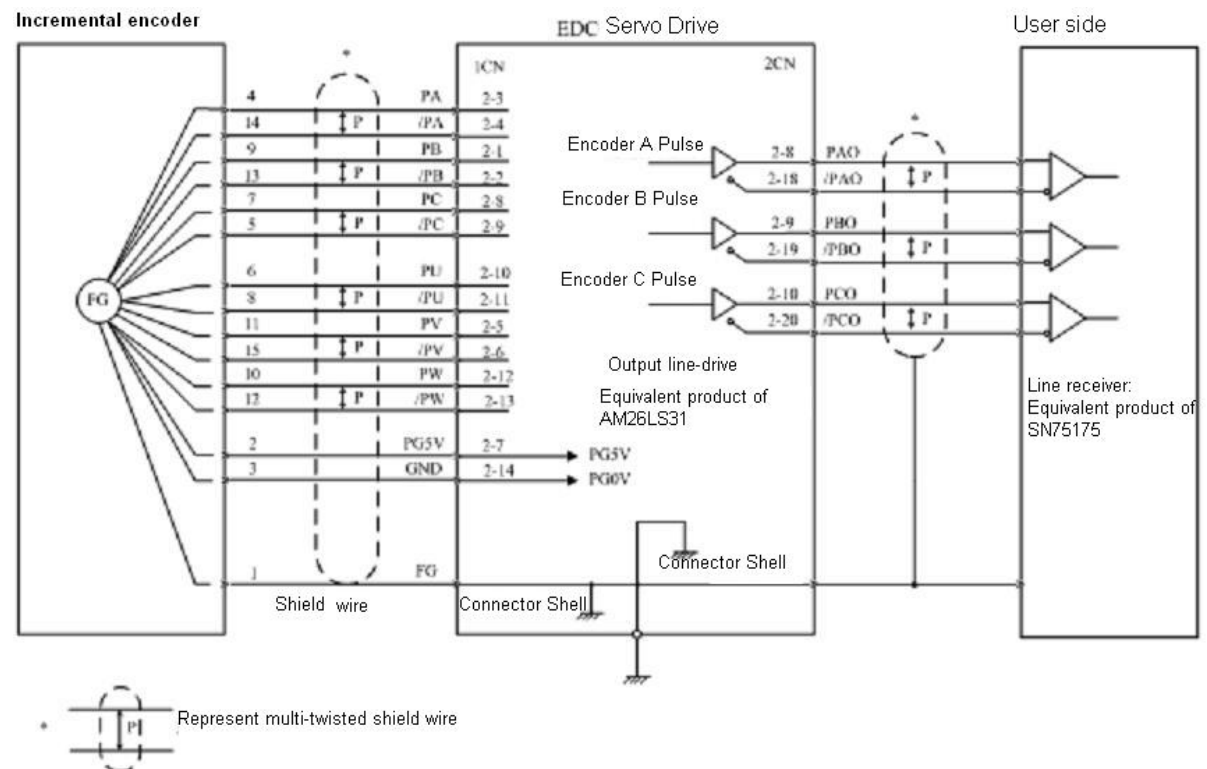 Incremental encoder
EDC Servo Drive
User side
*
1CN
2CN
4 PA 2-3
P
14 /PA 2-4
9 PB 2-1
P
13 /PB 2-2
7 PC 2-8
P
5 /PC 2-9
6 PU 2-10
P
8 /PU 2-11
11 PV 2-5
P
15 /PV 2-6
10 PW 2-12
P
12 /PW 2-13
2 PG5V 2-7 PG5V
3 GND 2-14 PG0V
FG
1 FG
Shield wire
Connector Shell
Connector Shell
*
Encoder A Pulse
2-8 PAO
P
2-18 /PAO
Encoder B Pulse
2-9 PBO
P
2-19 /PBO
Encoder C Pulse
2-10 PCO
P
2-20 /PCO
Output line-drive
Equivalent product of
AM26LS31
Line receiver:
Equivalent product of
SN75175
* P Represent multi-twisted shield wire